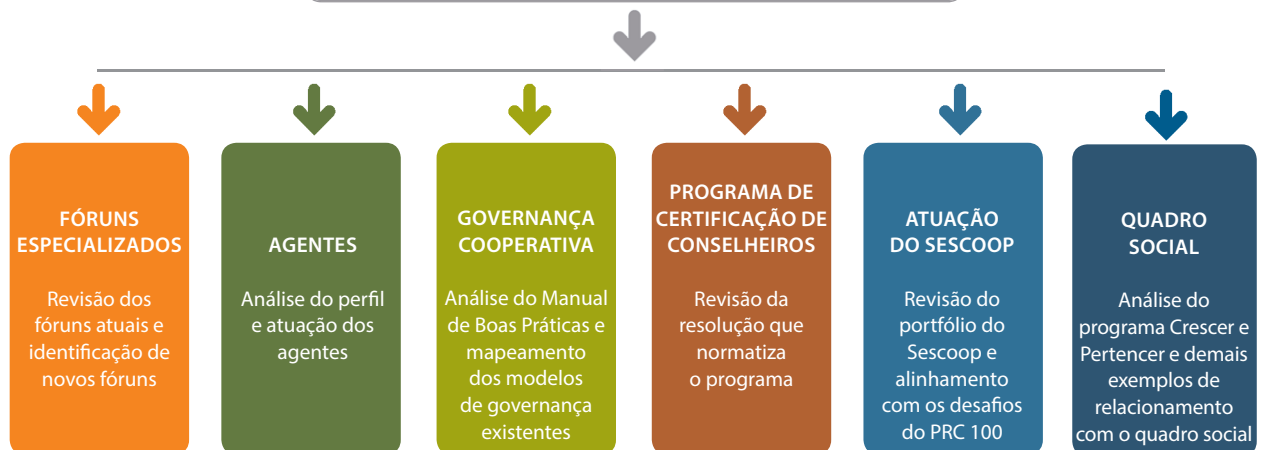 FÓRUNS
ESPECIALIZADOS
Revisão dos
fóruns atuais e
identificação de
novos fóruns
AGENTES
Análise do perfil
e atuação dos
agentes
GOVERNANÇA
COOPERATIVA
Análise do Manual
de Boas Práticas e
mapeamento
dos modelos
de governança
existentes
PROGRAMA DE
CERTIFICAÇÃO DE
CONSELHEIROS
Revisão da
resolução que
normatiza
o programa
ATUAÇÃO
DO SESCOOP
Revisão do
portfólio do
Sescoop e
alinhamento
com os desafios
do PRC 100
QUADRO
SOCIAL
Análise do
programa Crescer e
Pertencer e demais
exemplos de
relacionamento
com o quadro social